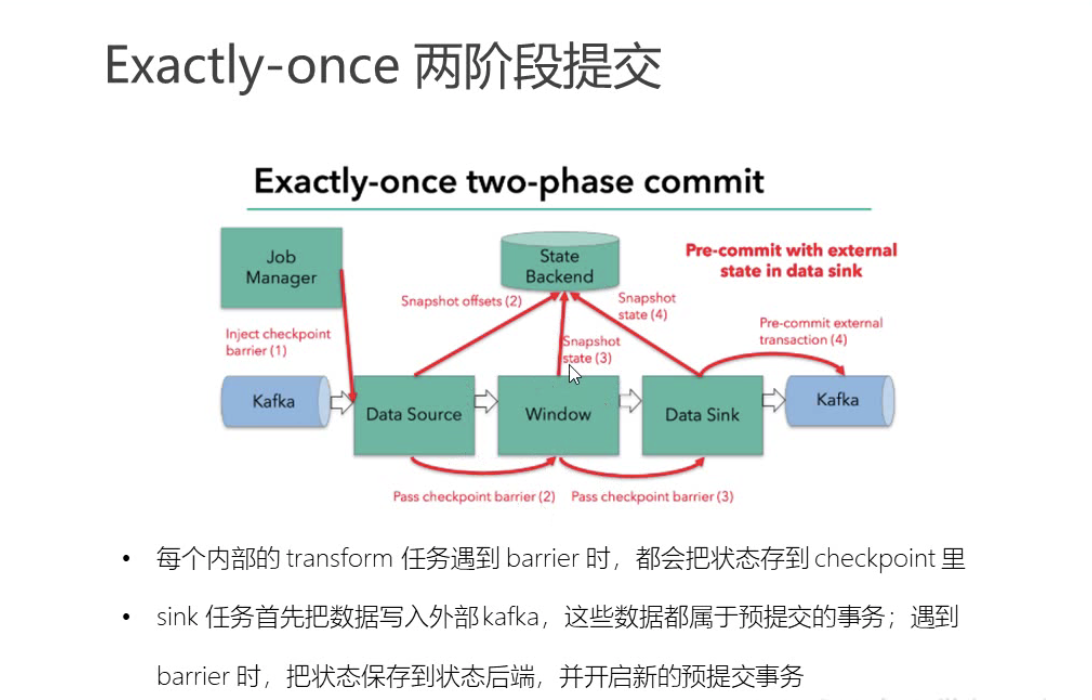 Exactly-once 两阶段提交
Exactly-once two-phase commit
Job
Manager
State
Backend
Pre-commit with external
state in data sink
Snapshot offsets (2)
Snapshot
state (4)
Inject checkpoint
barrier (1)
Snapshot
state (3)
Pre-commit external
transaction (4)
Kafka
Data Source
Window
Data Sink
Kafka
Pass checkpoint barrier (2)
Pass checkpoint barrier (3)
• 每个内部的 transform 任务遇到 barrier 时，都会把状态存到 checkpoint 里
• sink 任务首先把数据写入外部 kafka，这些数据都属于预提交的事务；遇到
barrier 时，把状态保存到状态后端，并开启新的预提交事务